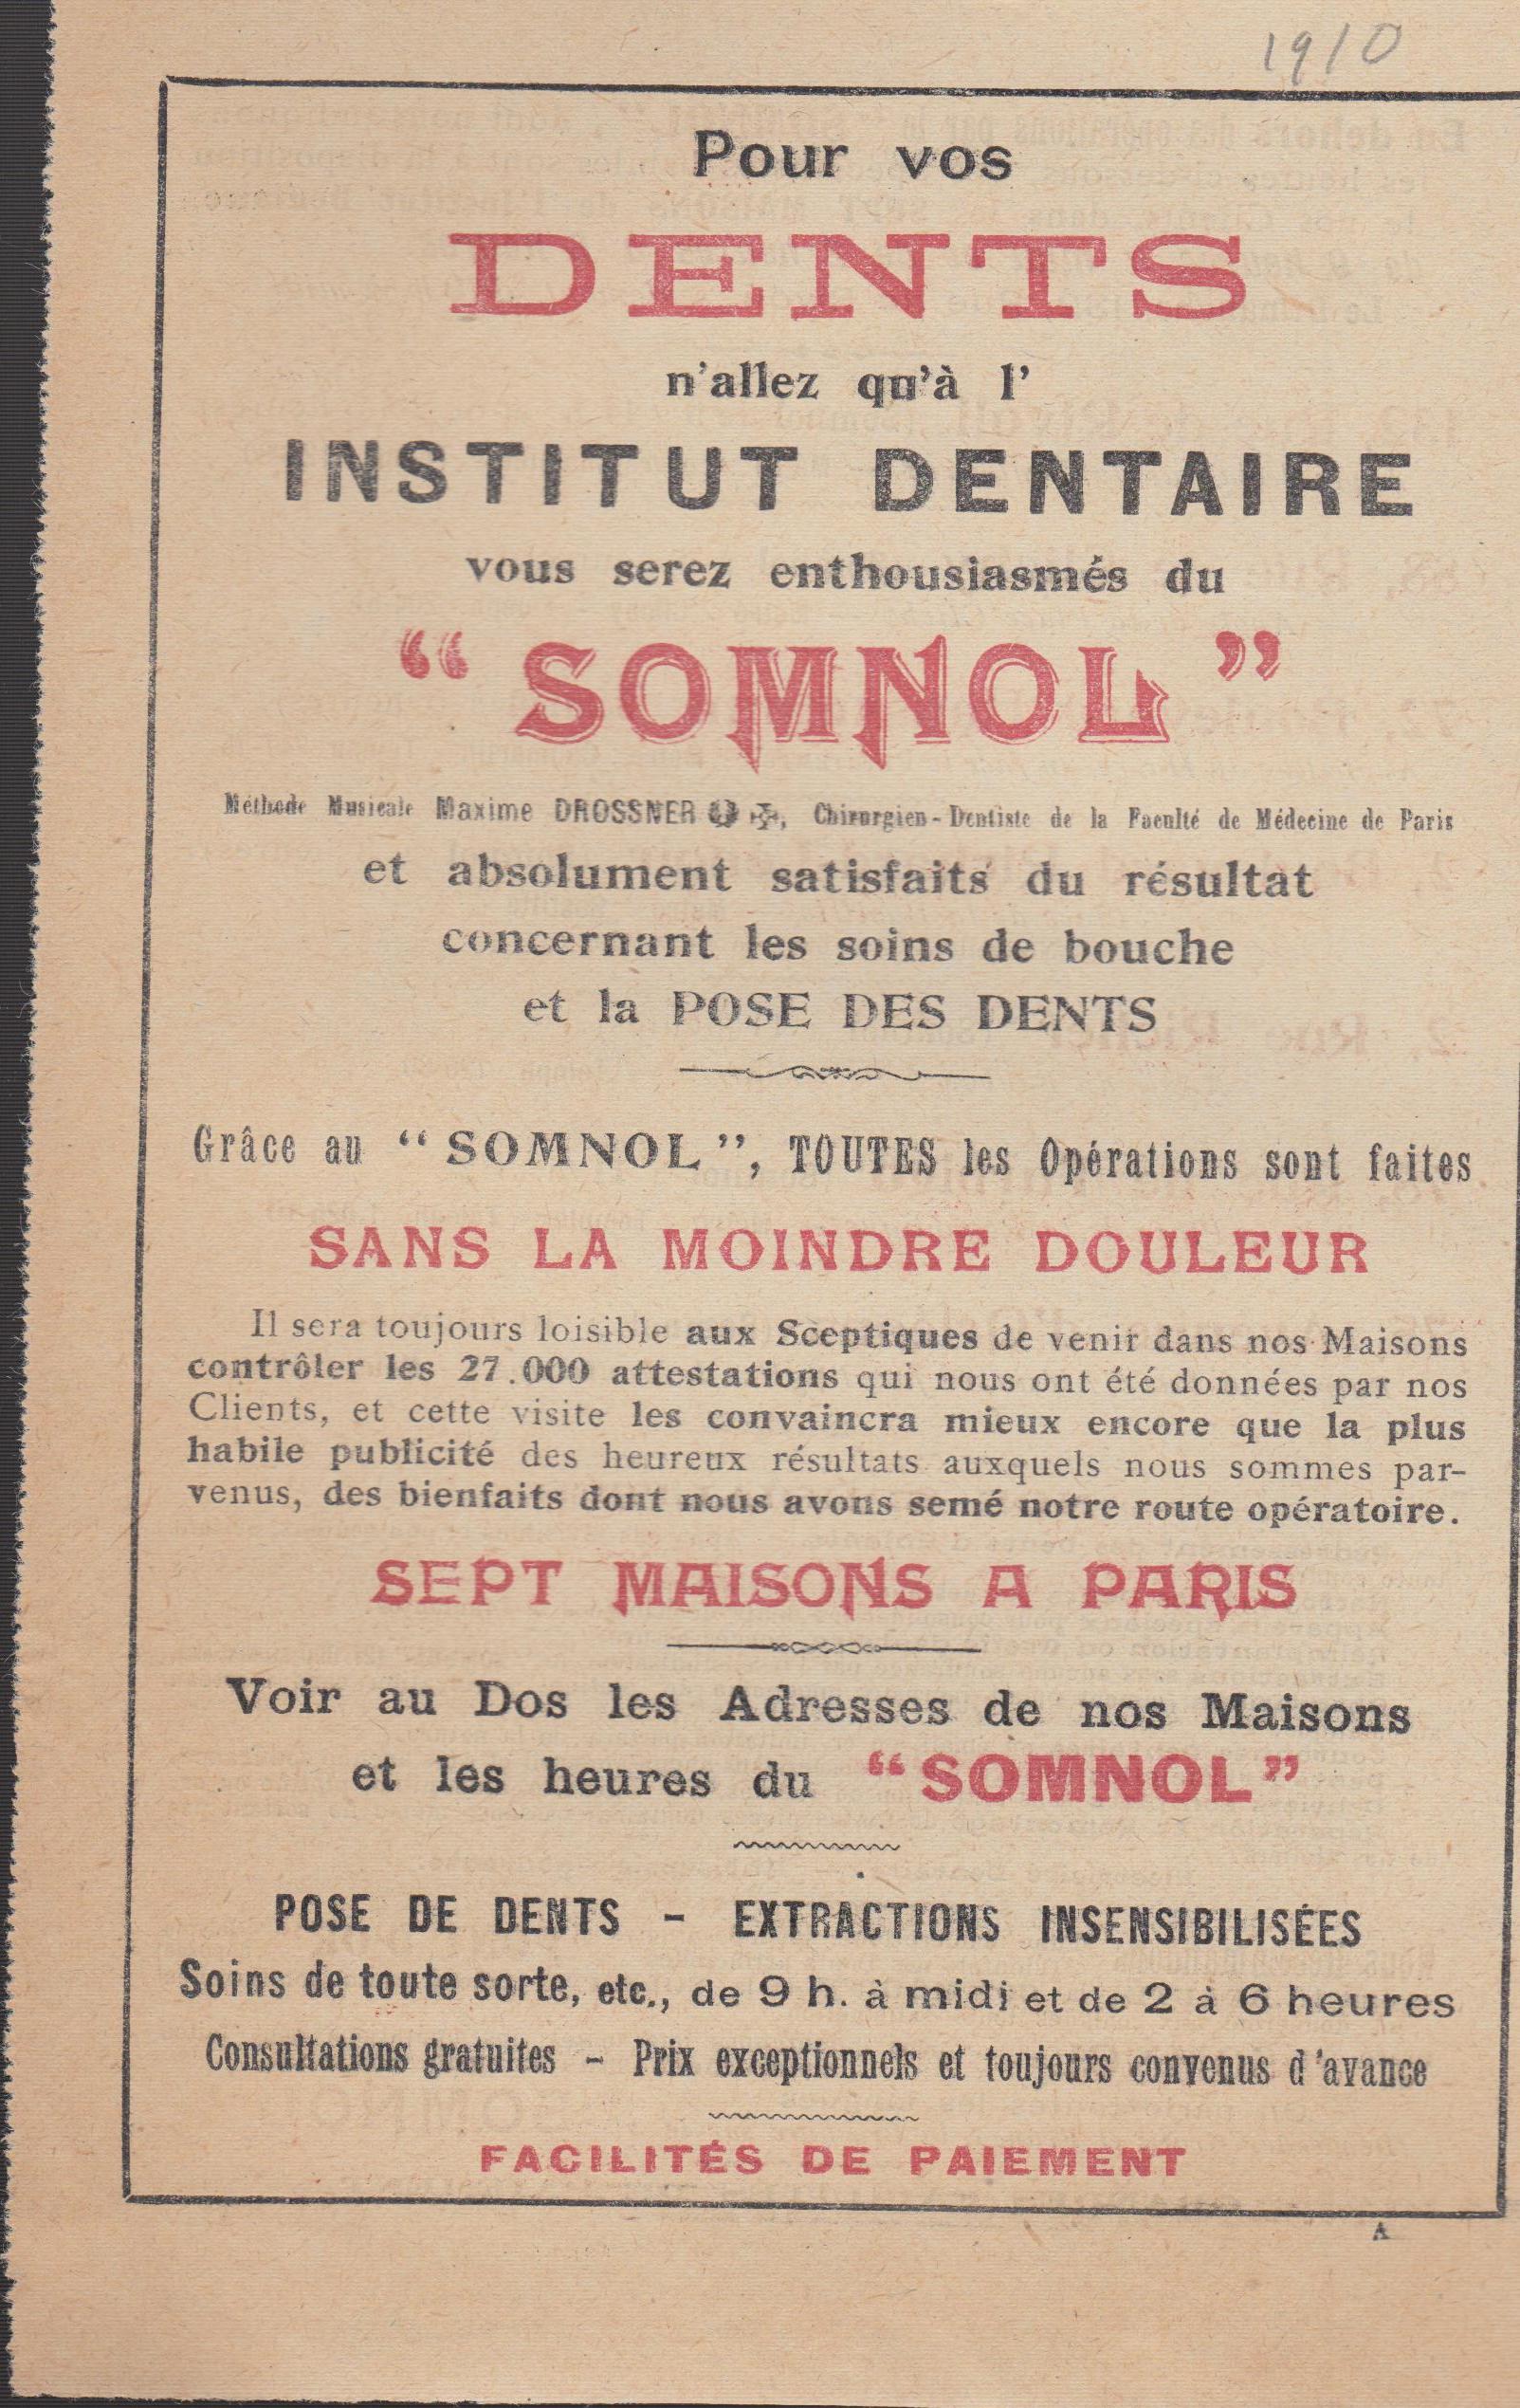 1910
Pour vos
DENTS
n'allez qu'à l'
INSTITUT DENTAIRE
vous serez enthousiasmés du
“ SOMNOL ”
Méthode Musicale Maxime DROSSNER, Chirurgien-Dentiste de la Faculté de Médecine de Paris
et absolument satisfaits du résultat
concernant les soins de bouche
et la POSE DES DENTS
Grâce au “ SOMNOL ”, TOUTES les Opérations sont faites
SANS LA MOINDRE DOULEUR
Il sera toujours loisible aux Sceptiques de venir dans nos Maisons
contrôler les 27.000 attestations qui nous ont été données par nos
Clients, et cette visite les convaincra mieux encore que la plus
habile publicité des heureux résultats auxquels nous sommes par-
venus, des bienfaits dont nous avons semé notre route opératoire.
SEPT MAISONS A PARIS
Voir au Dos les Adresses de nos Maisons
et les heures du “SOMNOL”
POSE DE DENTS - EXTRACTIONS INSENSIBILISÉES
Soins de toute sorte, etc., de 9 h. à midi et de 2 à 6 heures
Consultations gratuites - Prix exceptionnels et toujours convenus d'avance
FACILITÉS DE PAIEMENT
A